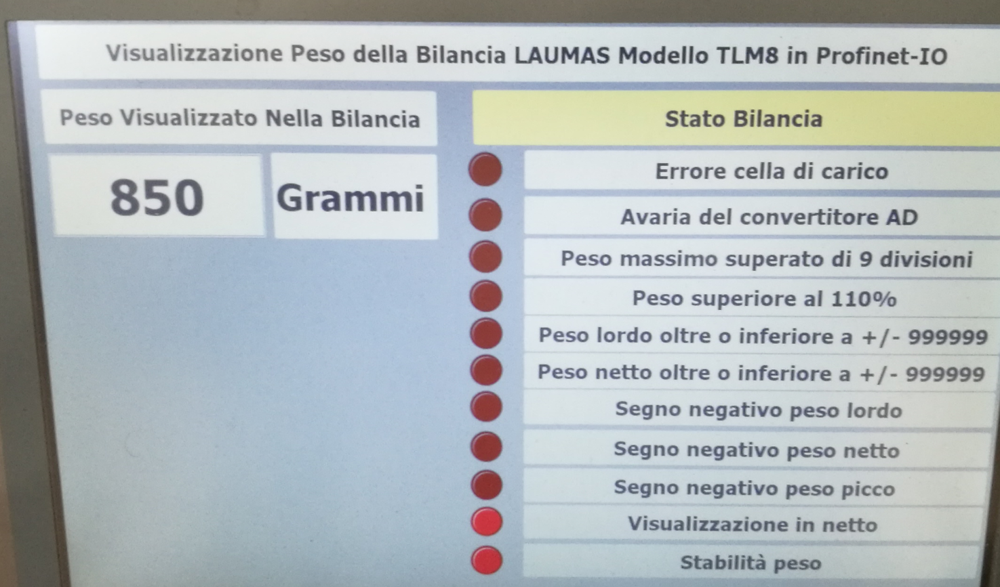 Visualizzazione Peso della Bilancia LAUMAS Modello TLM8 in Profinet-IO
Peso Visualizzato Nella Bilancia
850
Grammi
Stato Bilancia
Errore cella di carico
Avaria del convertitore AD
Peso massimo superato di 9 divisioni
Peso superiore al 110%
Peso lordo oltre o inferiore a +/- 999999
Peso netto oltre o inferiore a +/- 999999
Segno negativo peso lordo
Segno negativo peso netto
Segno negativo peso picco
Visualizzazione in netto
Stabilità peso